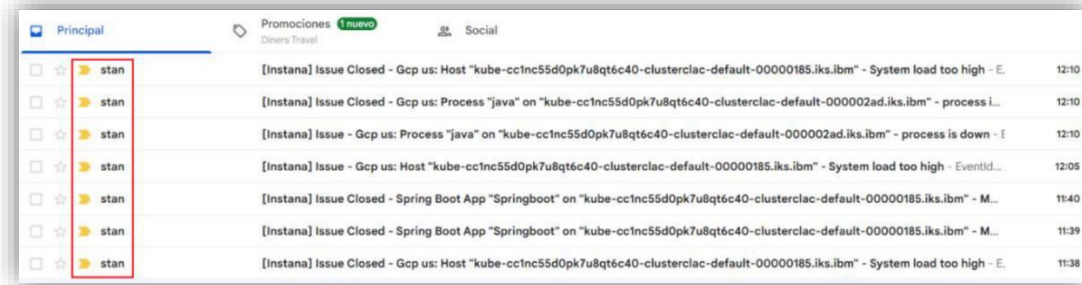 Principal Promociones 1 nuevo Social
Diners Travel
stan [Instana] Issue Closed - Gcp us: Host "kube-cc1nc55d0pk7u8qt6c40-clusterclac-default-00000185.iks.ibm" - System load too high - E. 12:10
stan [Instana] Issue Closed - Gcp us: Process "java" on "kube-cc1nc55d0pk7u8qt6c40-clusterclac-default-000002ad.iks.ibm" - process i... 12:10
stan [Instana] Issue - Gcp us: Process "java" on "kube-cc1nc55d0pk7u8qt6c40-clusterclac-default-000002ad.iks.ibm" - process is down - E 12:10
stan [Instana] Issue - Gcp us: Host "kube-cc1nc55d0pk7u8qt6c40-clusterclac-default-00000185.iks.ibm" - System load too high - EventId... 12:05
stan [Instana] Issue Closed - Spring Boot App "Springboot" on "kube-cc1nc55d0pk7u8qt6c40-clusterclac-default-00000185.iks.ibm" - M... 11:40
stan [Instana] Issue Closed - Spring Boot App "Springboot" on "kube-cc1nc55d0pk7u8qt6c40-clusterclac-default-00000185.iks.ibm" - M... 11:39
stan [Instana] Issue Closed - Gcp us: Host "kube-cc1nc55d0pk7u8qt6c40-clusterclac-default-00000185.iks.ibm" - System load too high - E. 11:38